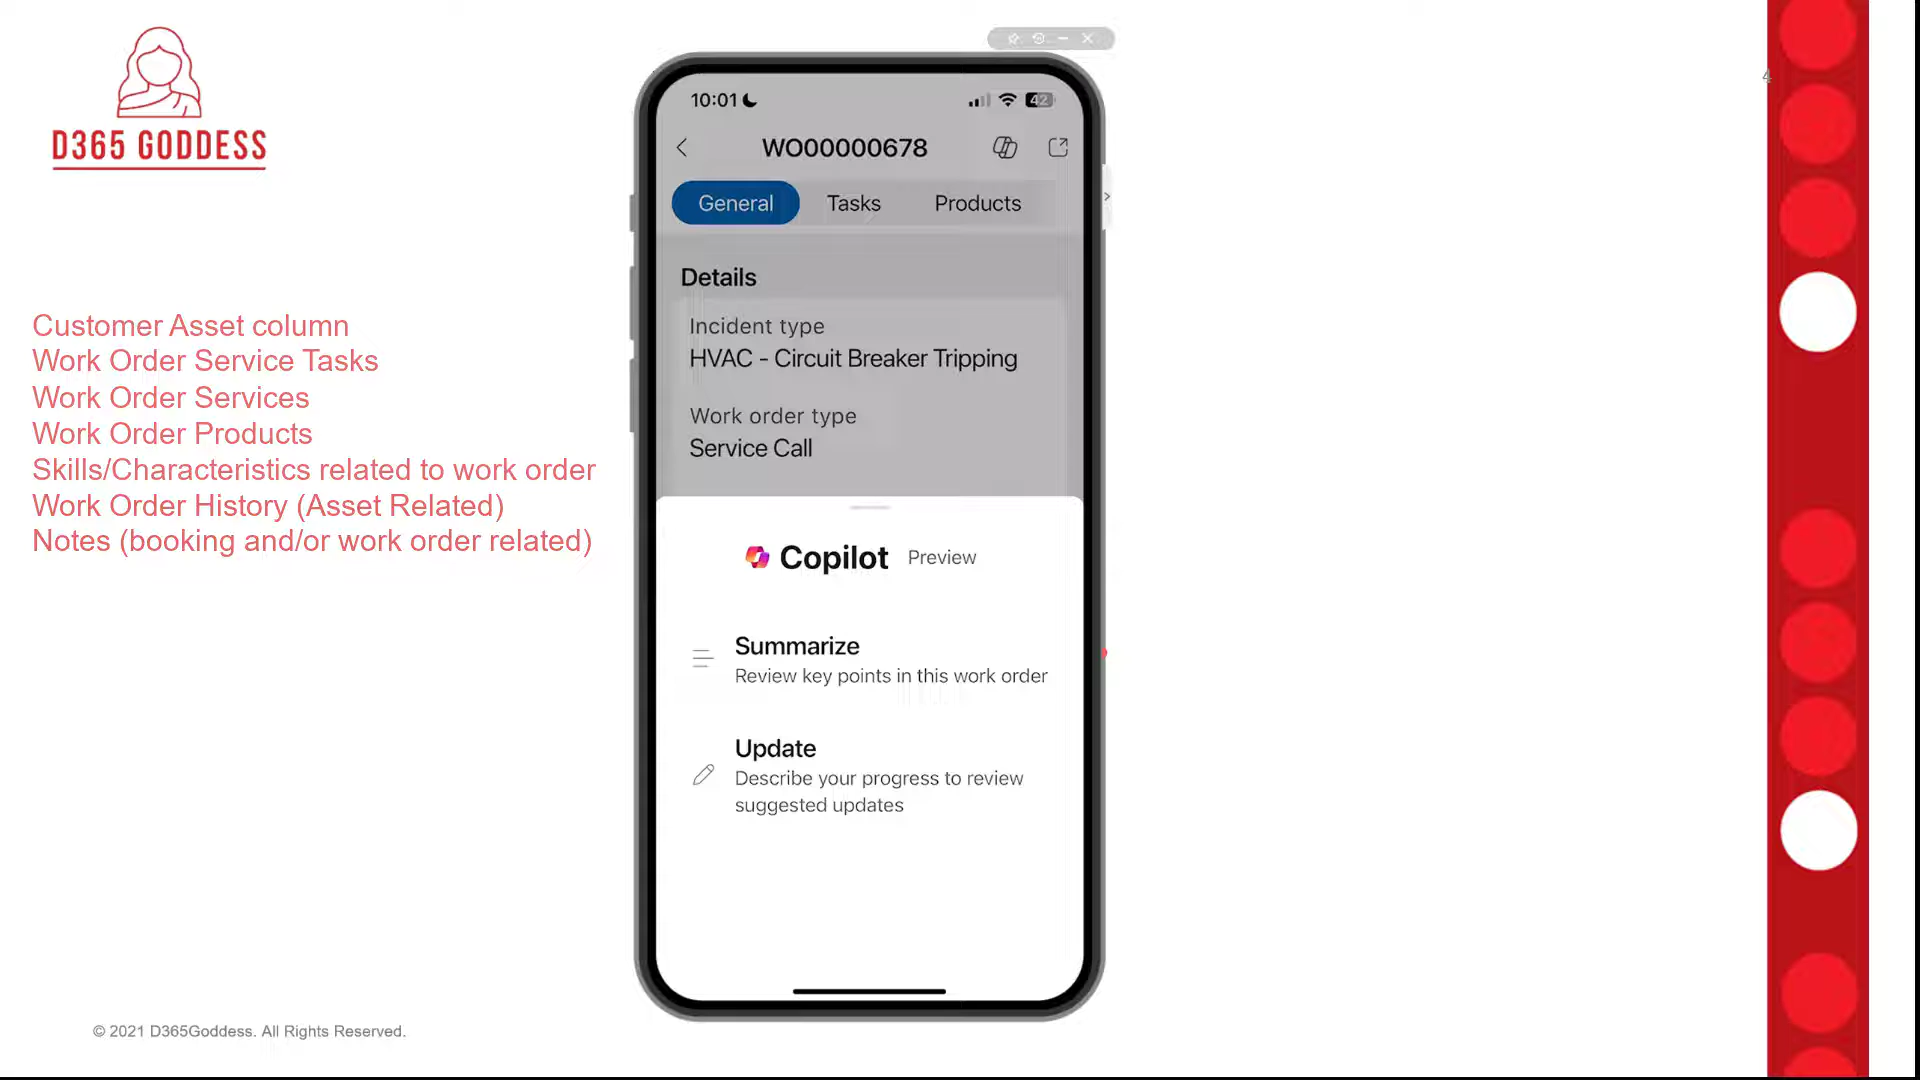 D365 GODDESS
4
Customer Asset column
Work Order Service Tasks
Work Order Services
Work Order Products
Skills/Characteristics related to work order
Work Order History (Asset Related)
Notes (booking and/or work order related)
10:01
42
WO00000678
General Tasks Products
Details
Incident type
HVAC - Circuit Breaker Tripping
Work order type
Service Call
Copilot Preview
Summarize
Review key points in this work order
Update
Describe your progress to review
suggested updates
© 2021 D365Goddess. All Rights Reserved.